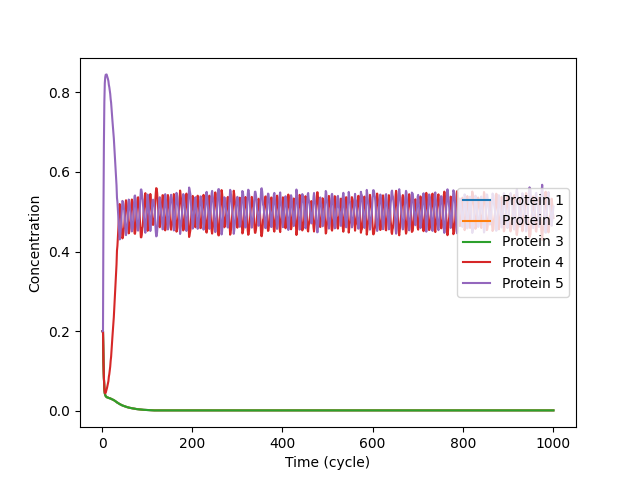 0.8
0.6
0.4
0.2
0.0
Concentration
Protein 1
Protein 2
Protein 3
Protein 4
Protein 5
0 200 400 600 800 1000
Time (cycle)